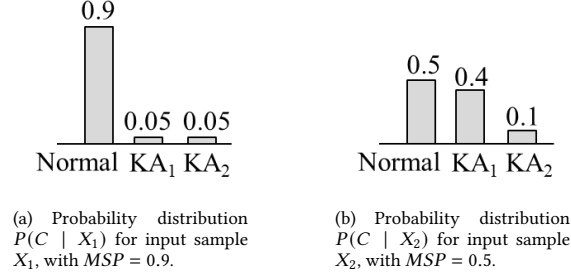 0.9
0.05 0.05
Normal KA₁ KA₂
(a) Probability distribution
P(C | X₁) for input sample
X₁, with MSP = 0.9.
0.5
0.4
0.1
Normal KA₁ KA₂
(b) Probability distribution
P(C | X₂) for input sample
X₂, with MSP = 0.5.